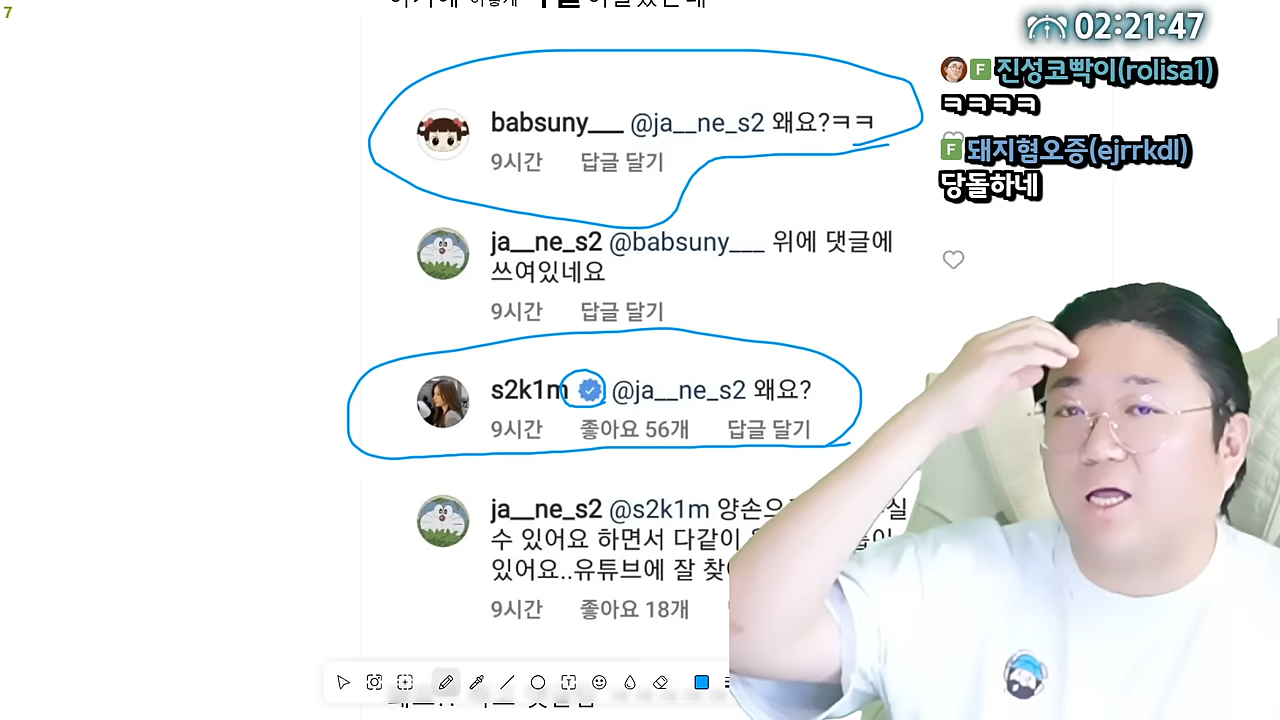 7
02:21:47
진성코빡이(rolisa1)
ㅋㅋㅋㅋ
돼지혐오증(ejrrkdl)
당돌하네
babsuny___ @ja__ne_s2 왜요?ㅋㅋ
9시간 답글 달기
ja__ne_s2 @babsuny___ 위에 댓글에
쓰여있네요
9시간 답글 달기
s2k1m @ja__ne_s2 왜요?
9시간 좋아요 56개 답글 달기
ja__ne_s2 @s2k1m
수 있어요 하면서 다같이
있어요..유튜브에 잘
9시간 좋아요 18개